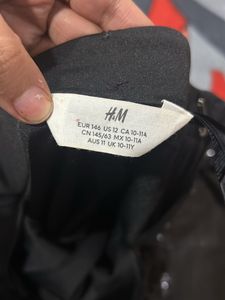 H&M
EUR 146 US 12 CA 10-11A
CN 145/63 MX 10-11A
AUS 11 UK 10-11Y